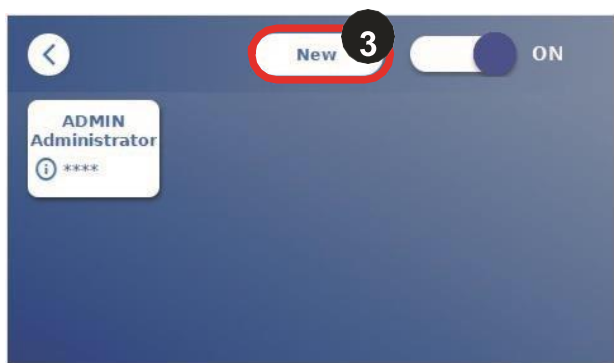 New
3
ON
ADMIN
Administrator
i ****